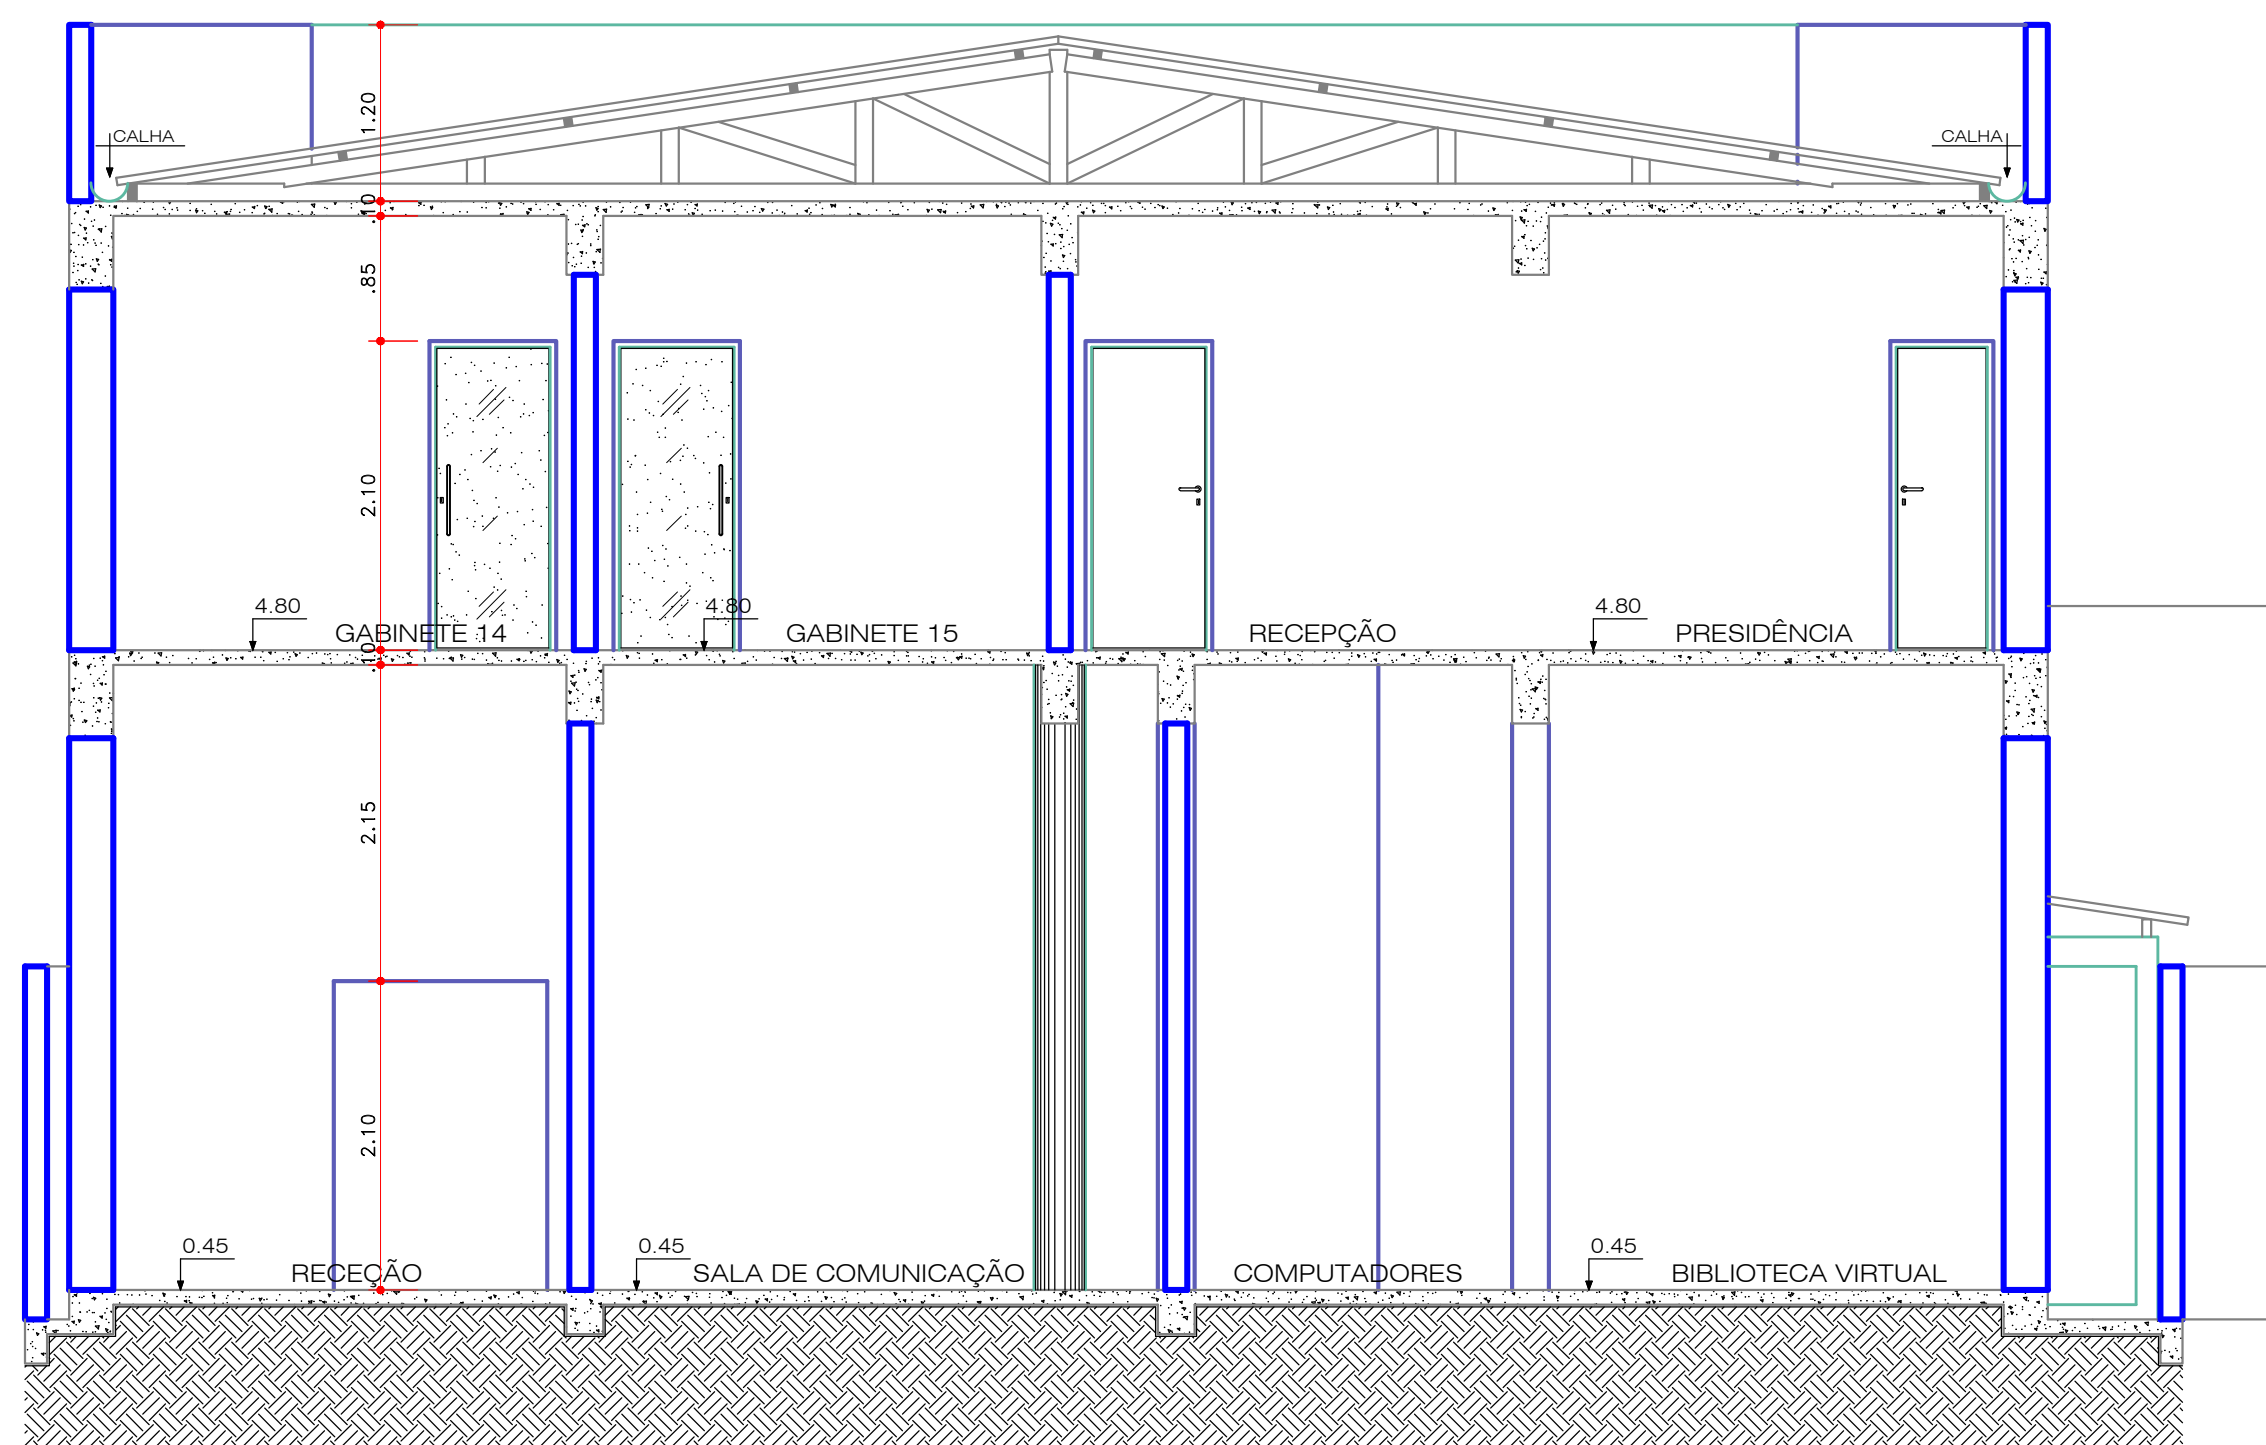 1.20
CALHA
CALHA
.10
.85
2.10
4.80
4.80
4.80
GABINETE 14
GABINETE 15
RECEPÇÃO
PRESIDÊNCIA
.10
2.15
2.10
0.45
0.45
0.45
RECEÇÃO
SALA DE COMUNICAÇÃO
COMPUTADORES
BIBLIOTECA VIRTUAL